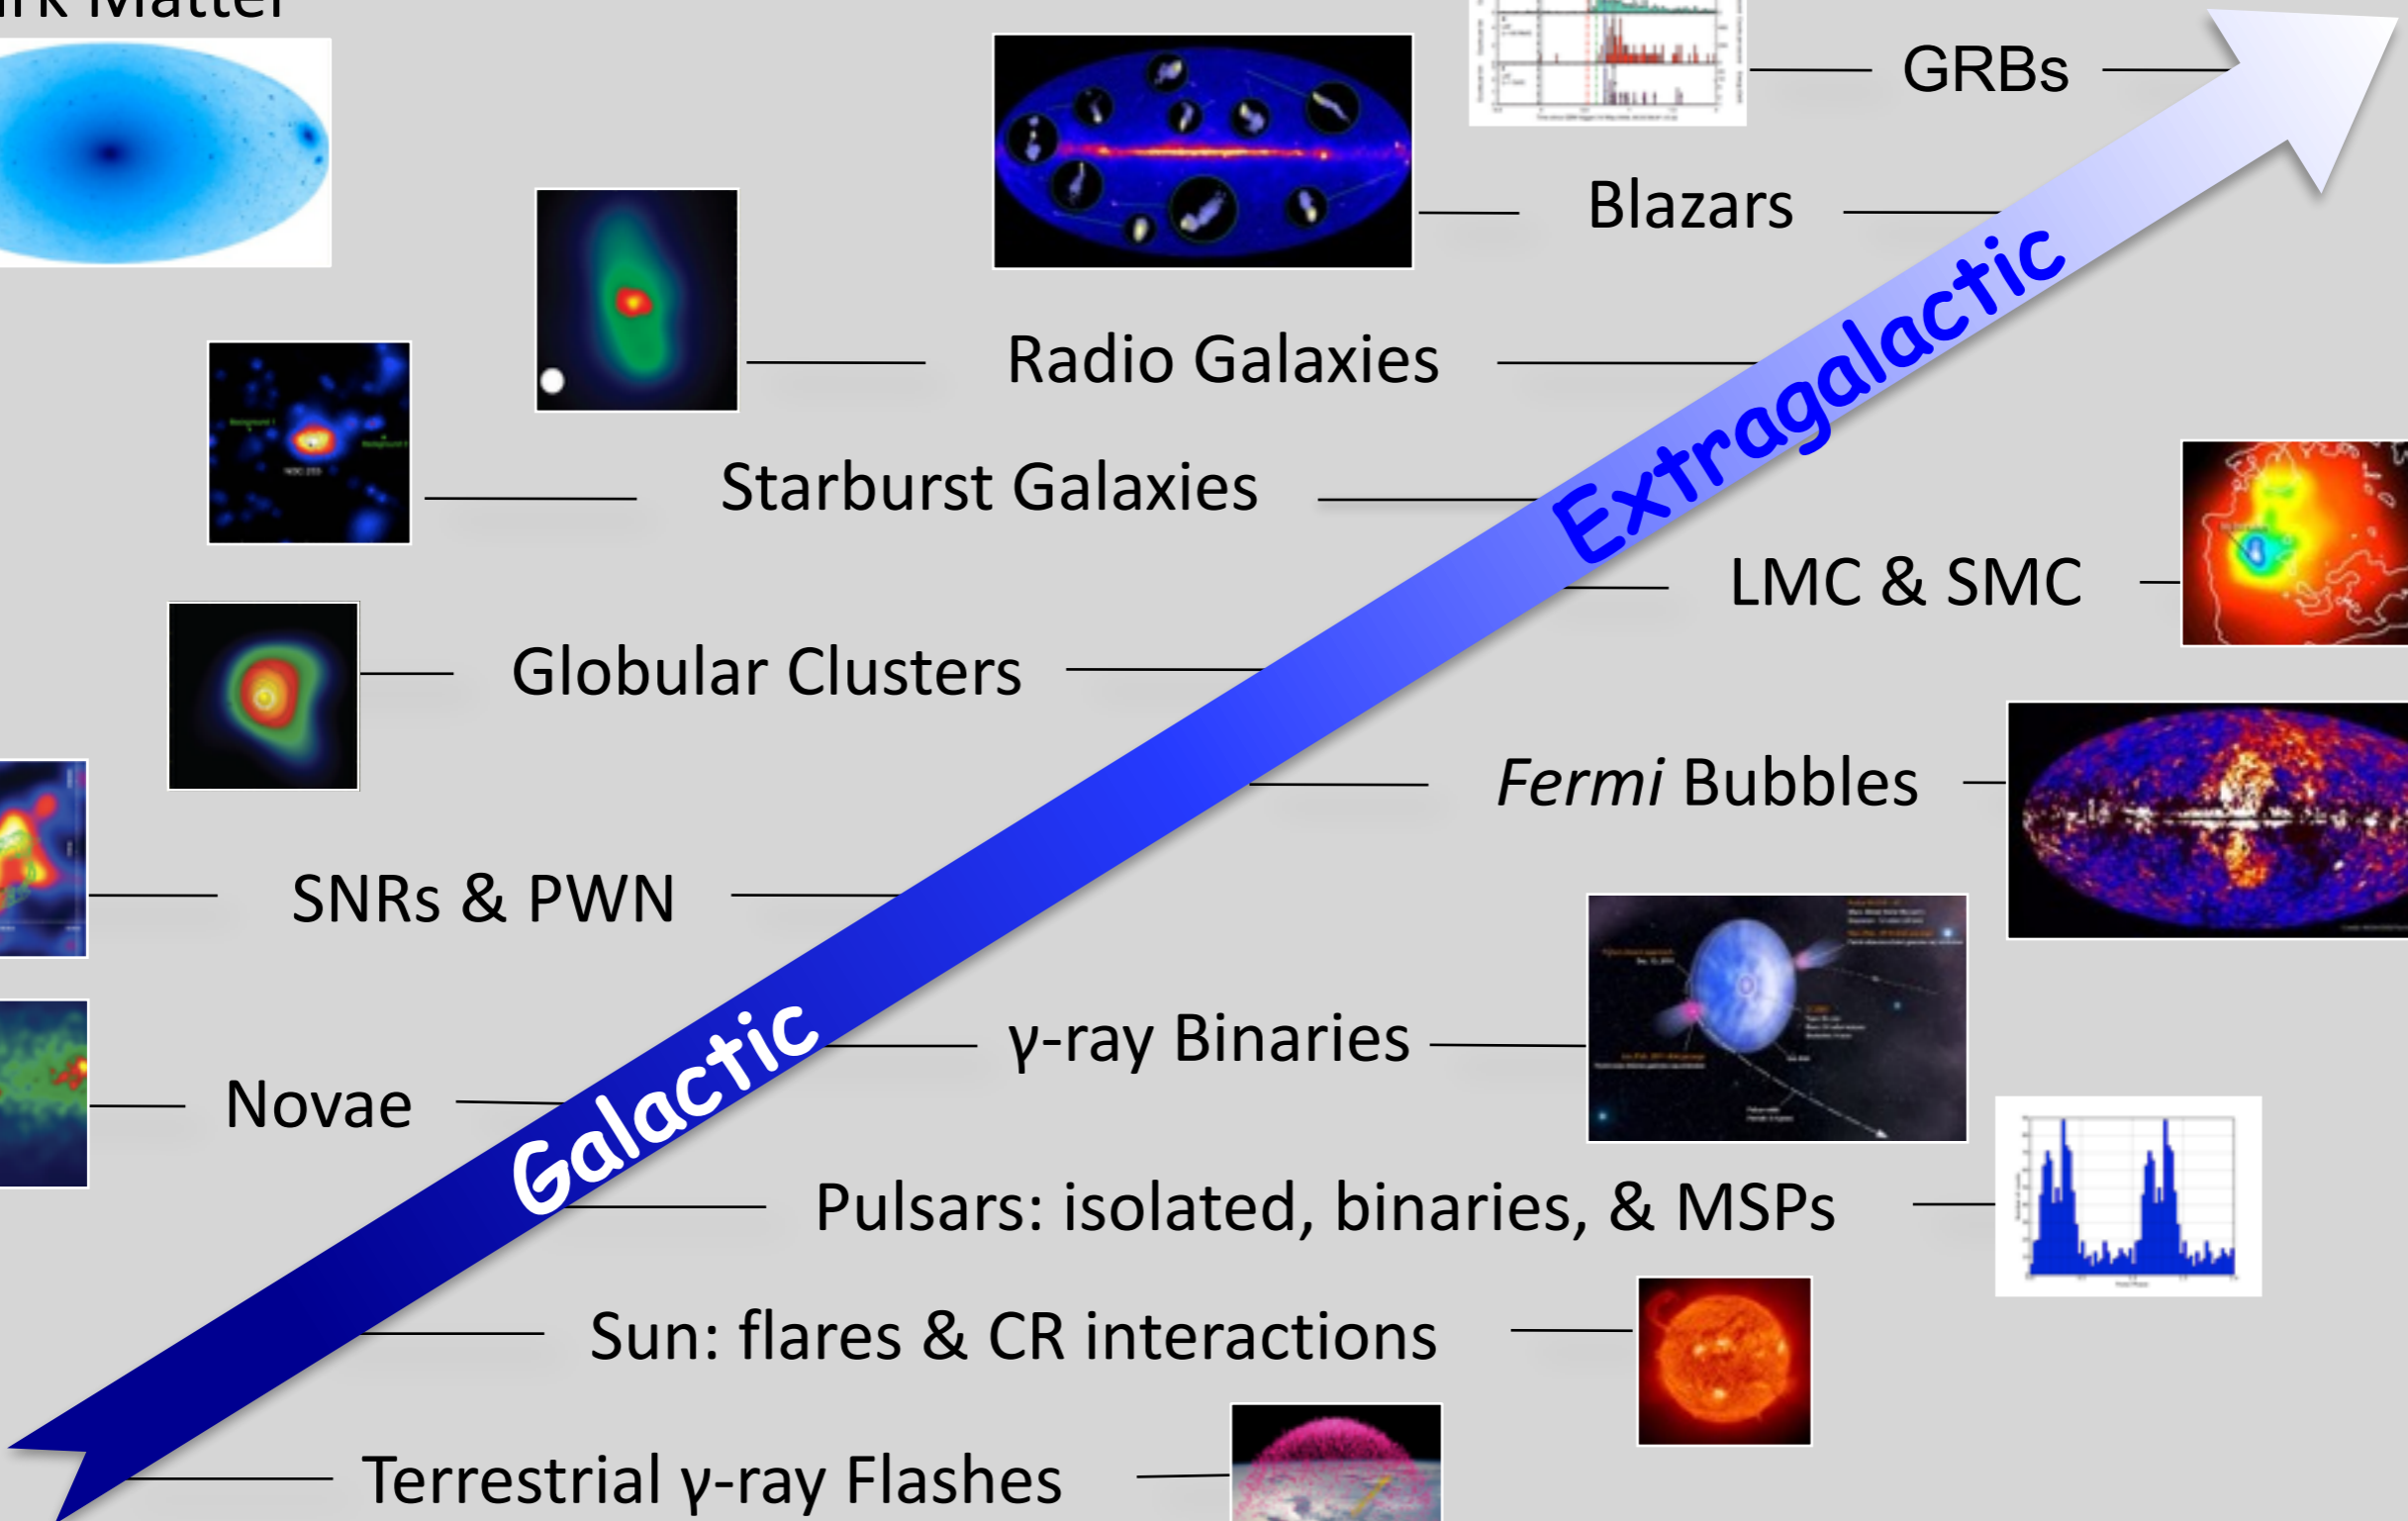 Matter
GRBs
Blazars
Extragalactic
Radio Galaxies
Starburst Galaxies
LMC & SMC
Globular Clusters
Fermi Bubbles
SNRs & PWN
γ-ray Binaries
Galactic
Novae
Pulsars: isolated, binaries, & MSPs
Sun: flares & CR interactions
Terrestrial γ-ray Flashes